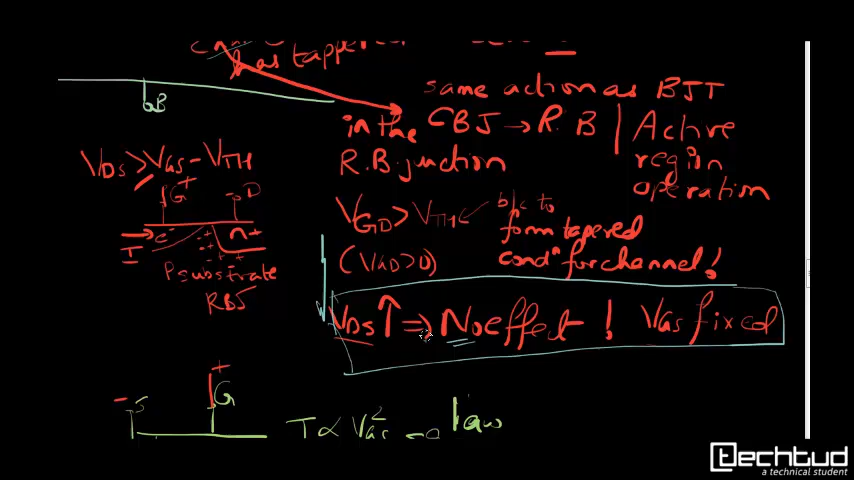 has tapered
same action as BJT
in the CBJ → R.B | Active
R.B. junction region
operation
B
VDS > VGS - VTH
G+ D
I e- n+
P substrate
RBJ
VGD > VTH b/c to
form tapered
(VGD>0) condn for channel!
VDS ↑ ⇒ No effect ! VGS fixed
- S + G
I ∝ VGS² → law
techtud
a technical student